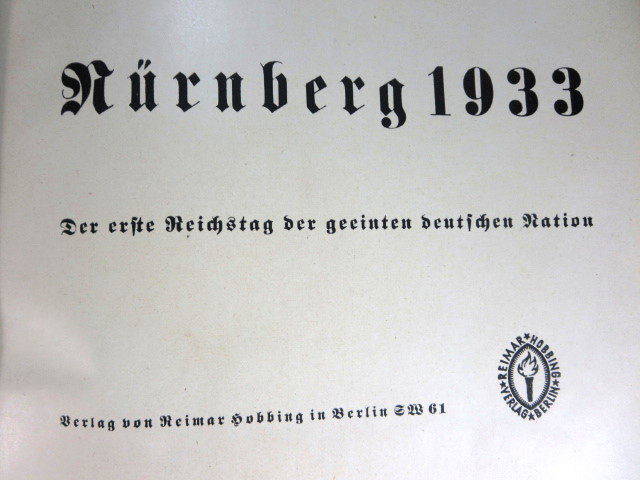 Nürnberg 1933
Der erſte Reichstag der geeinten deutſchen Nation
REIMAR HOBBING
VERLAG BERLIN
Verlag von Reimar Hobbing in Berlin SW 61